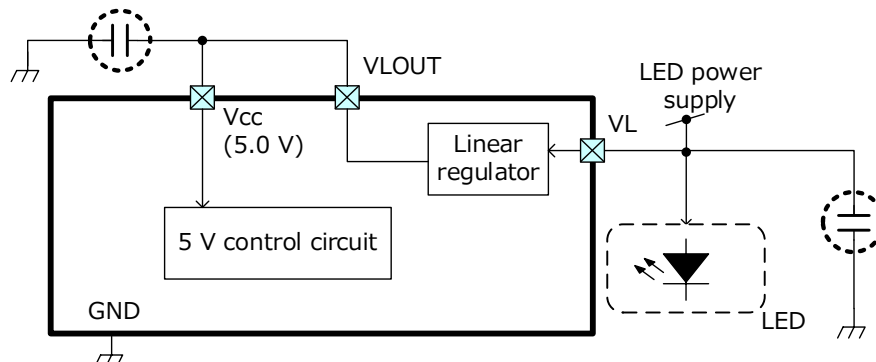 VLOUT
LED power
supply
Vcc
(5.0 V)
VL
Linear
regulator
5 V control circuit
GND
LED